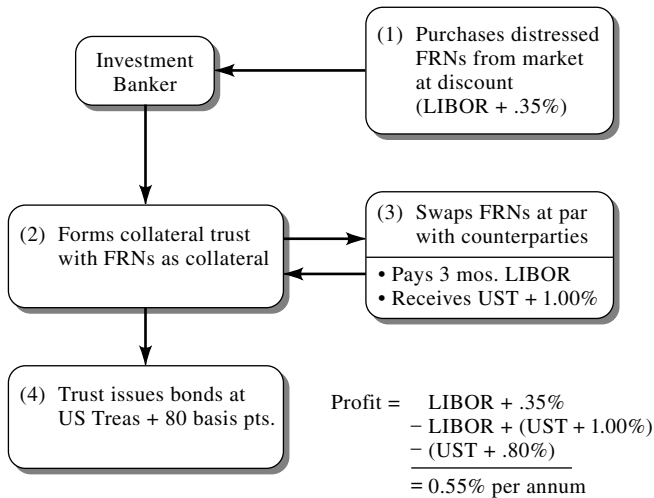 Investment
Banker
(1) Purchases distressed
FRNs from market
at discount
(LIBOR + .35%)
(2) Forms collateral trust
with FRNs as collateral
(3) Swaps FRNs at par
with counterparties
• Pays 3 mos. LIBOR
• Receives UST + 1.00%
(4) Trust issues bonds at
US Treas + 80 basis pts.
Profit = LIBOR + .35%
− LIBOR + (UST + 1.00%)
− (UST + .80%)
= 0.55% per annum